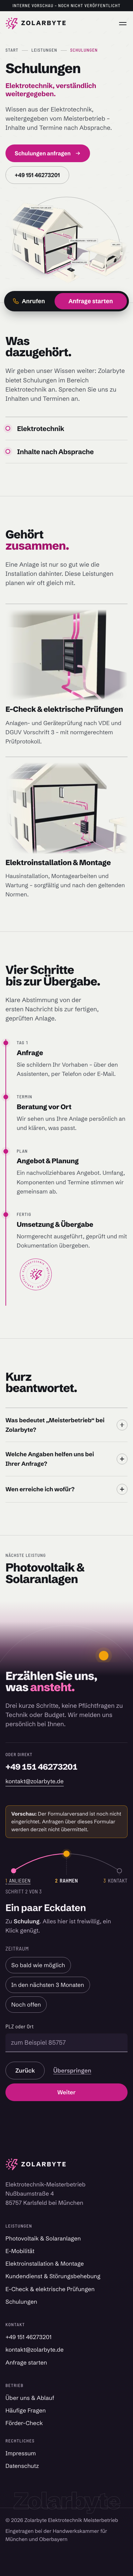 INTERNE VORSCHAU – NOCH NICHT VERÖFFENTLICHT
ZOLARBYTE
START — LEISTUNGEN — SCHULUNGEN
Schulungen
Elektrotechnik, verständlich
weitergegeben.
Wissen aus der Elektrotechnik,
weitergegeben vom Meisterbetrieb –
Inhalte und Termine nach Absprache.
Schulungen anfragen →
+49 151 46273201
Anrufen
Anfrage starten
Was
dazugehört.
Wir geben unser Wissen weiter: Zolarbyte
bietet Schulungen im Bereich
Elektrotechnik an. Sprechen Sie uns zu
Inhalten und Terminen an.
Elektrotechnik
Inhalte nach Absprache
Gehört
zusammen.
Eine Anlage ist nur so gut wie die
Installation dahinter. Diese Leistungen
planen wir oft gleich mit.
E-Check & elektrische Prüfungen
Anlagen- und Geräteprüfung nach VDE und
DGUV Vorschrift 3 – mit normgerechtem
Prüfprotokoll.
Elektroinstallation & Montage
Hausinstallation, Montagearbeiten und
Wartung – sorgfältig und nach den geltenden
Normen.
Vier Schritte
bis zur Übergabe.
Klare Abstimmung von der
ersten Nachricht bis zur fertigen,
geprüften Anlage.
TAG 1
Anfrage
Sie schildern Ihr Vorhaben – über den
Assistenten, per Telefon oder E-Mail.
TERMIN
Beratung vor Ort
Wir sehen uns Ihre Anlage persönlich an
und klären, was passt.
PLAN
Angebot & Planung
Ein nachvollziehbares Angebot. Umfang,
Komponenten und Termine stimmen wir
gemeinsam ab.
FERTIG
Umsetzung & Übergabe
Normgerecht ausgeführt, geprüft und mit
Dokumentation übergeben.
Kurz
beantwortet.
Was bedeutet „Meisterbetrieb“ bei
Zolarbyte?
Welche Angaben helfen uns bei
Ihrer Anfrage?
Wen erreiche ich wofür?
NÄCHSTE LEISTUNG
Photovoltaik &
Solaranlagen
Erzählen Sie uns,
was ansteht.
Drei kurze Schritte, keine Pflichtfragen zu
Technik oder Budget. Wir melden uns
persönlich bei Ihnen.
ODER DIREKT
+49 151 46273201
kontakt@zolarbyte.de
Vorschau: Der Formularversand ist noch nicht
eingerichtet. Anfragen über dieses Formular
werden derzeit nicht übermittelt.
1 ANLIEGEN
2 RAHMEN
3 KONTAKT
SCHRITT 2 VON 3
Ein paar Eckdaten
Zu Schulung. Alles hier ist freiwillig, ein
Klick genügt.
ZEITRAUM
So bald wie möglich
In den nächsten 3 Monaten
Noch offen
PLZ oder Ort
zum Beispiel 85757
Zurück
Überspringen
Weiter
ZOLARBYTE
Elektrotechnik-Meisterbetrieb
Nußbaumstraße 4
85757 Karlsfeld bei München
LEISTUNGEN
Photovoltaik & Solaranlagen
E-Mobilität
Elektroinstallation & Montage
Kundendienst & Störungsbehebung
E-Check & elektrische Prüfungen
Schulungen
KONTAKT
+49 151 46273201
kontakt@zolarbyte.de
Anfrage starten
BETRIEB
Über uns & Ablauf
Häufige Fragen
Förder-Check
RECHTLICHES
Impressum
Datenschutz
Zolarbyte
© 2026 Zolarbyte Elektrotechnik Meisterbetrieb
Eingetragen bei der Handwerkskammer für
München und Oberbayern